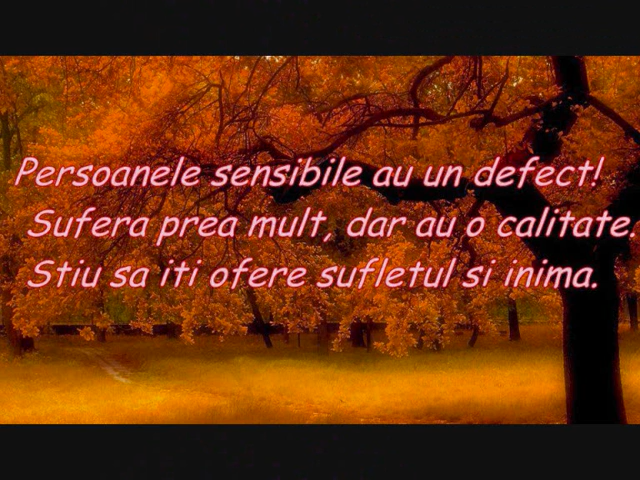 Persoanele sensibile au un defect!
Sufera prea mult, dar au o calitate.
Stiu sa iti ofere sufletul si inima.